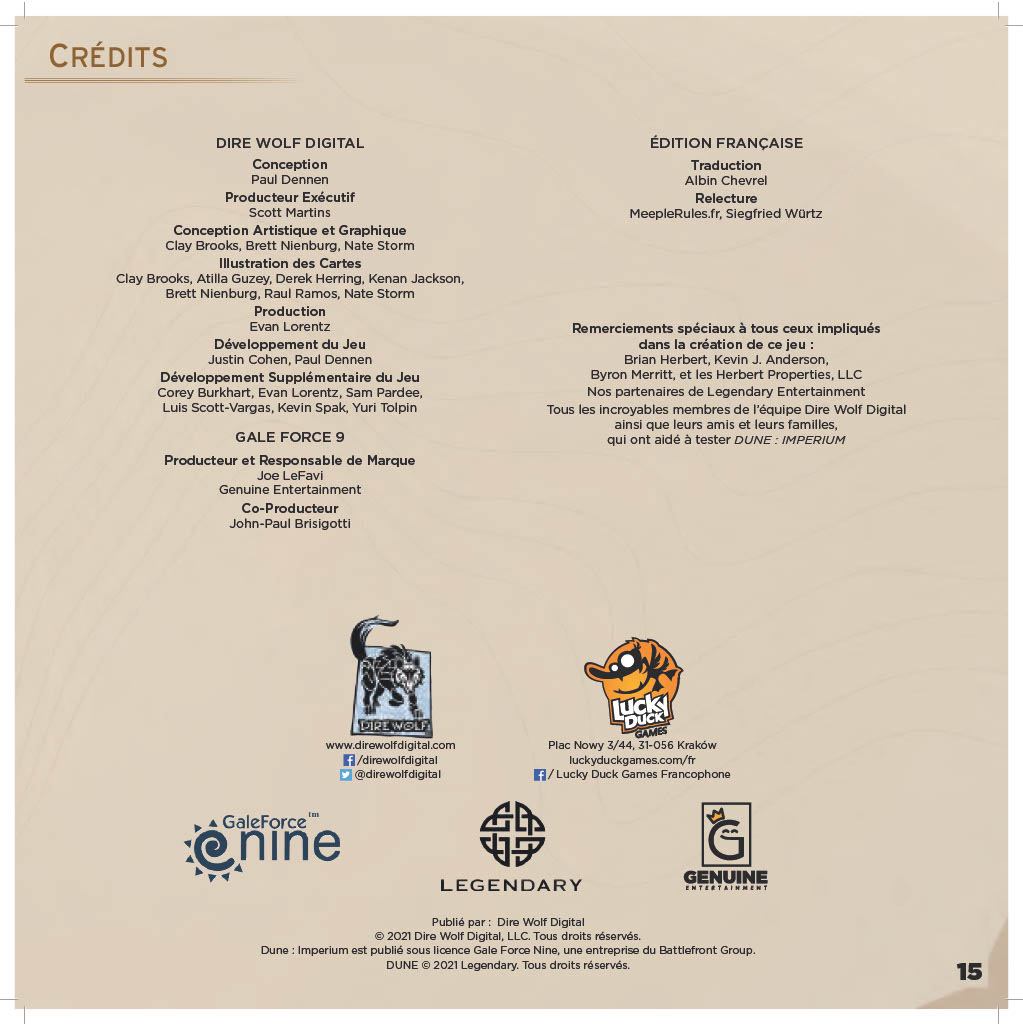 CRÉDITS
DIRE WOLF DIGITAL
Conception
Paul Dennen
Producteur Exécutif
Scott Martins
Conception Artistique et Graphique
Clay Brooks, Brett Nienburg, Nate Storm
Illustration des Cartes
Clay Brooks, Atilla Guzey, Derek Herring, Kenan Jackson,
Brett Nienburg, Raul Ramos, Nate Storm
Production
Evan Lorentz
Développement du Jeu
Justin Cohen, Paul Dennen
Développement Supplémentaire du Jeu
Corey Burkhart, Evan Lorentz, Sam Pardee,
Luis Scott-Vargas, Kevin Spak, Yuri Tolpin
GALE FORCE 9
Producteur et Responsable de Marque
Joe LeFavi
Genuine Entertainment
Co-Producteur
John-Paul Brisigotti
ÉDITION FRANÇAISE
Traduction
Albin Chevrel
Relecture
MeepleRules.fr, Siegfried Würtz
Remerciements spéciaux à tous ceux impliqués
dans la création de ce jeu :
Brian Herbert, Kevin J. Anderson,
Byron Merritt, et les Herbert Properties, LLC
Nos partenaires de Legendary Entertainment
Tous les incroyables membres de l'équipe Dire Wolf Digital
ainsi que leurs amis et leurs familles,
qui ont aidé à tester DUNE : IMPERIUM
DIRE WOLF
www.direwolfdigital.com
/direwolfdigital
@direwolfdigital
Lucky
Duck
GAMES
Plac Nowy 3/44, 31-056 Kraków
luckyduckgames.com/fr
/ Lucky Duck Games Francophone
GaleForce™
nine
LEGENDARY
G
GENUINE
ENTERTAINMENT
Publié par : Dire Wolf Digital
© 2021 Dire Wolf Digital, LLC. Tous droits réservés.
Dune : Imperium est publié sous licence Gale Force Nine, une entreprise du Battlefront Group.
DUNE © 2021 Legendary. Tous droits réservés.
15